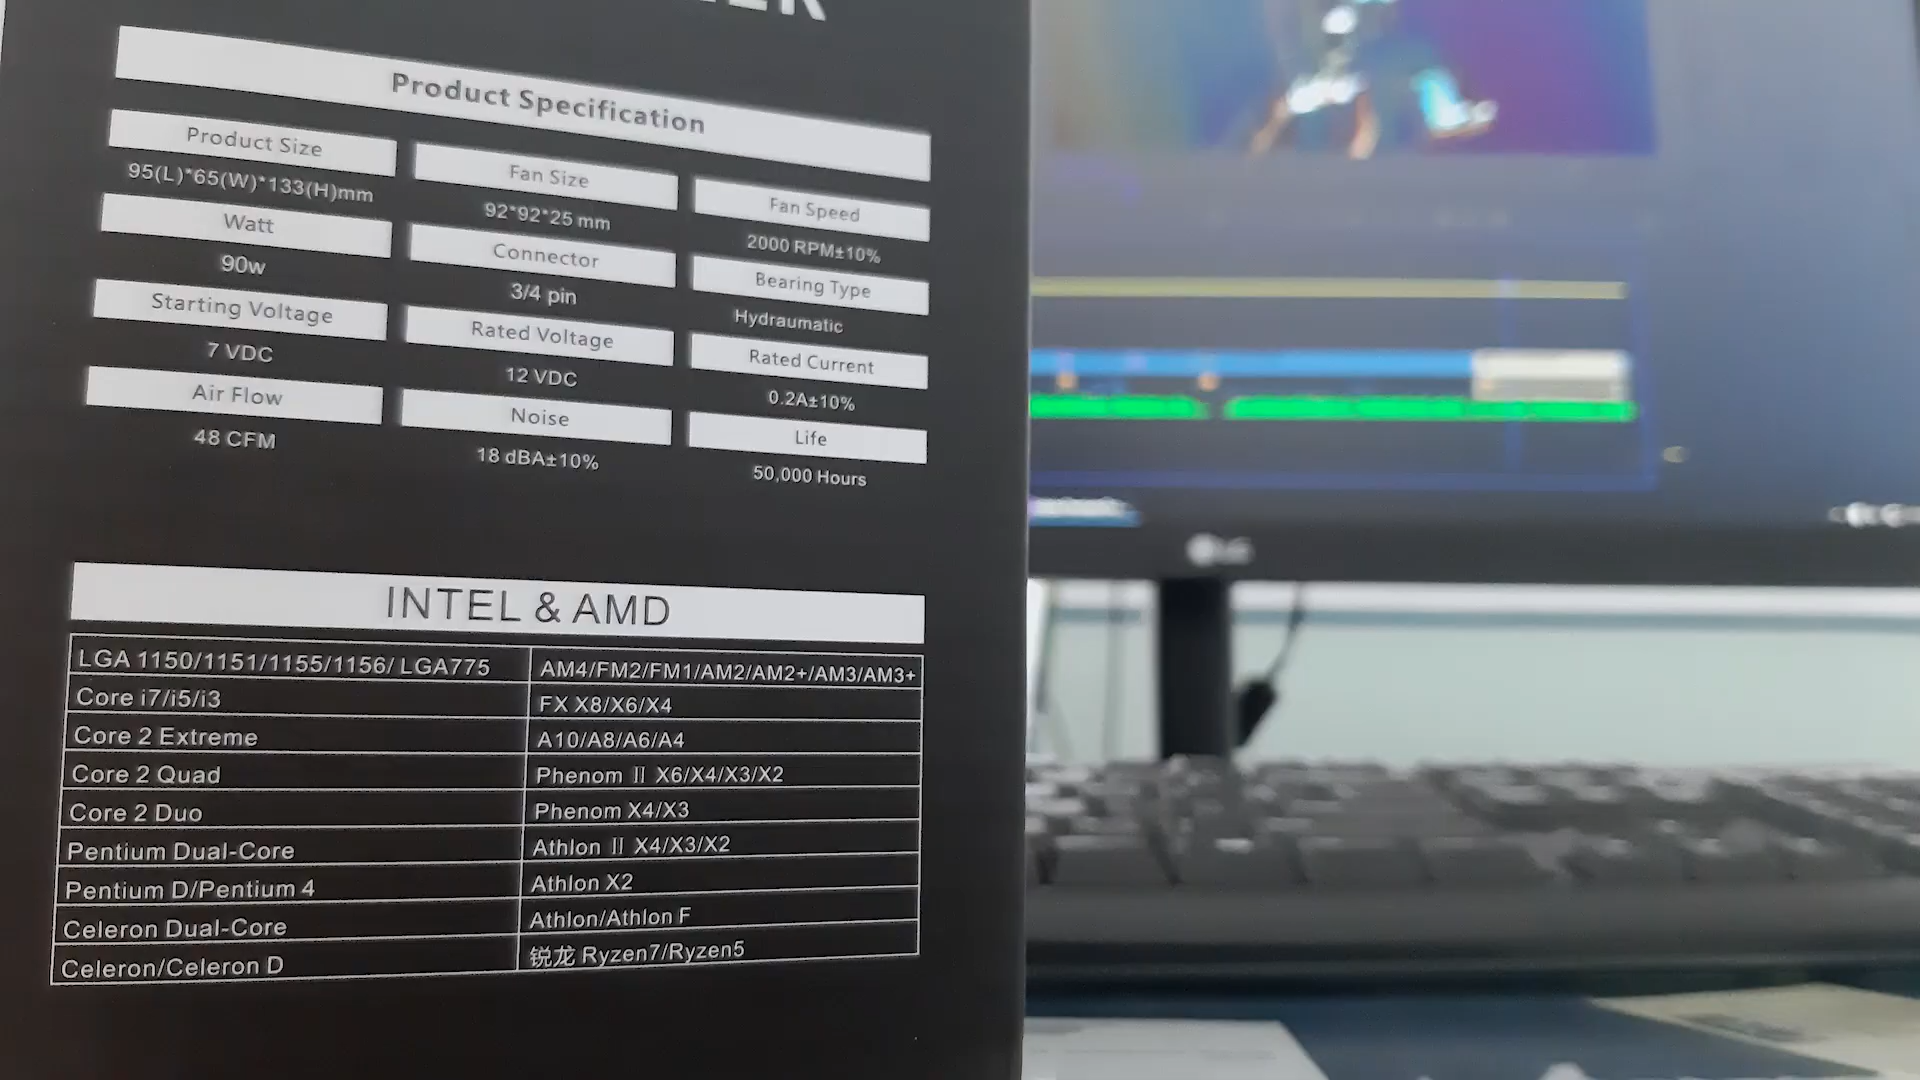 Product Specification
Product Size
Fan Size
Fan Speed
95(L)*65(W)*133(H)mm
92*92*25 mm
2000 RPM±10%
Watt
Connector
Bearing Type
90w
3/4 pin
Hydraumatic
Starting Voltage
Rated Voltage
Rated Current
7 VDC
12 VDC
0.2A±10%
Air Flow
Noise
Life
48 CFM
18 dBA±10%
50,000 Hours
INTEL & AMD
LGA 1150/1151/1155/1156/ LGA775
AM4/FM2/FM1/AM2/AM2+/AM3/AM3+
Core i7/i5/i3
FX X8/X6/X4
Core 2 Extreme
A10/A8/A6/A4
Core 2 Quad
Phenom II X6/X4/X3/X2
Core 2 Duo
Phenom X4/X3
Pentium Dual-Core
Athlon II X4/X3/X2
Pentium D/Pentium 4
Athlon X2
Celeron Dual-Core
Athlon/Athlon F
Celeron/Celeron D
锐龙 Ryzen7/Ryzen5
LG